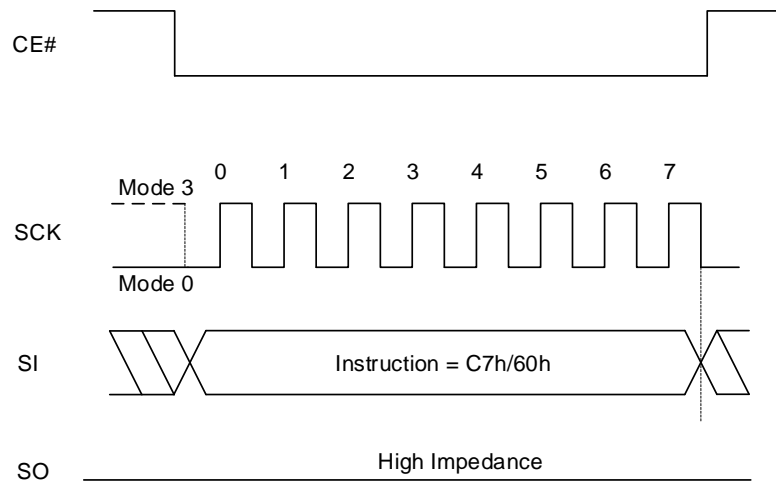 CE#
0 1 2 3 4 5 6 7
Mode 3
SCK
Mode 0
SI
Instruction = C7h/60h
High Impedance
SO